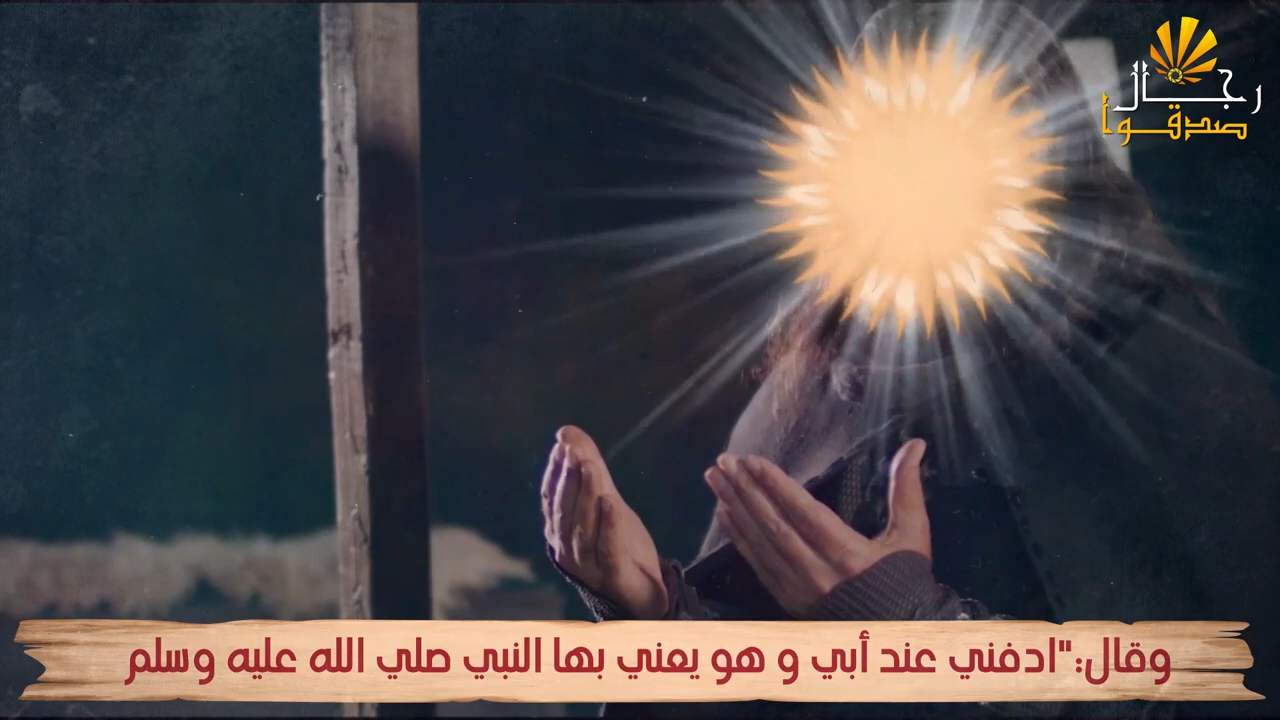 رجال
صدقوا
وقال:"ادفني عند أبي و هو يعني بها النبي صلي الله عليه وسلم